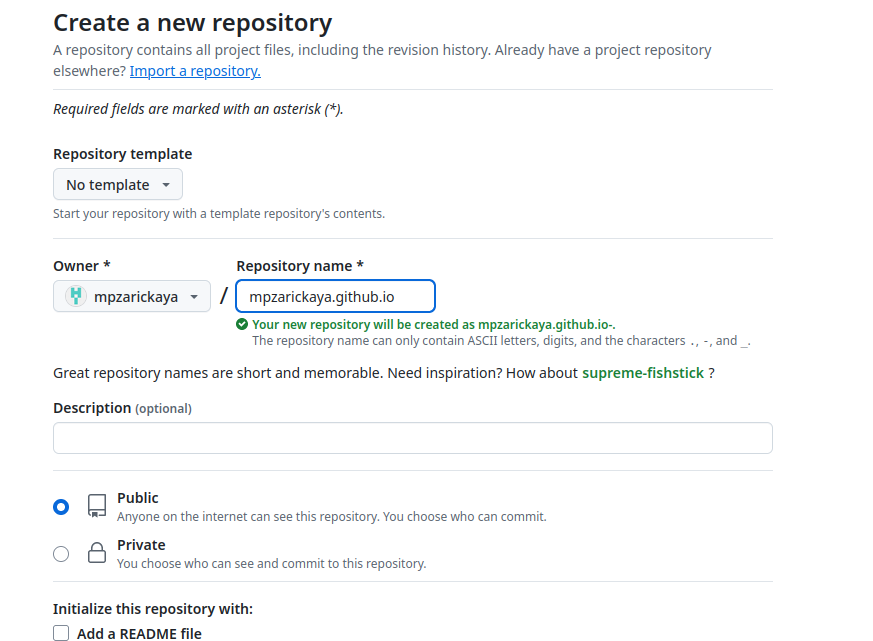 Create a new repository
A repository contains all project files, including the revision history. Already have a project repository
elsewhere? Import a repository.
Required fields are marked with an asterisk (*).
Repository template
No template
Start your repository with a template repository's contents.
Owner *
Repository name *
mpzarickaya
/
mpzarickaya.github.io
Your new repository will be created as mpzarickaya.github.io-.
The repository name can only contain ASCII letters, digits, and the characters ., -, and _.
Great repository names are short and memorable. Need inspiration? How about supreme-fishstick ?
Description (optional)
Public
Anyone on the internet can see this repository. You choose who can commit.
Private
You choose who can see and commit to this repository.
Initialize this repository with:
Add a README file